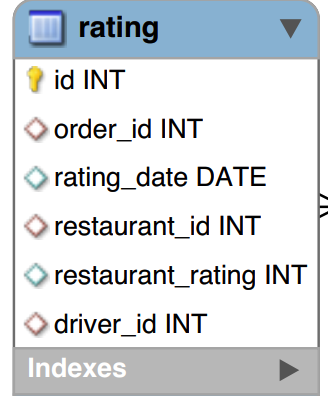 rating
id INT
order_id INT
rating_date DATE
restaurant_id INT
restaurant_rating INT
driver_id INT
Indexes